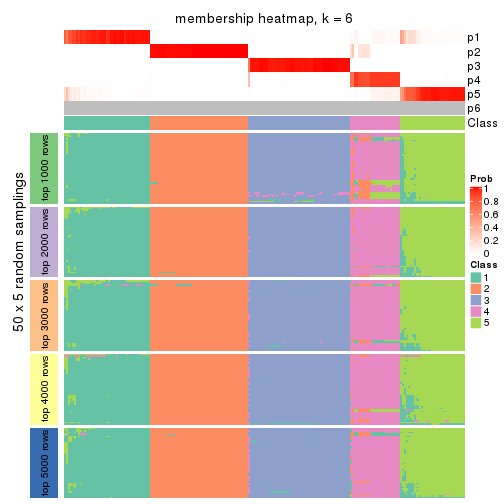 membership heatmap, k = 6
p1
p2
p3
p4
p5
p6
Class
50 x 5 random samplings
top 1000 rows
top 2000 rows
top 3000 rows
top 4000 rows
top 5000 rows
Prob
1
0.8
0.6
0.4
0.2
0
Class
1
2
3
4
5